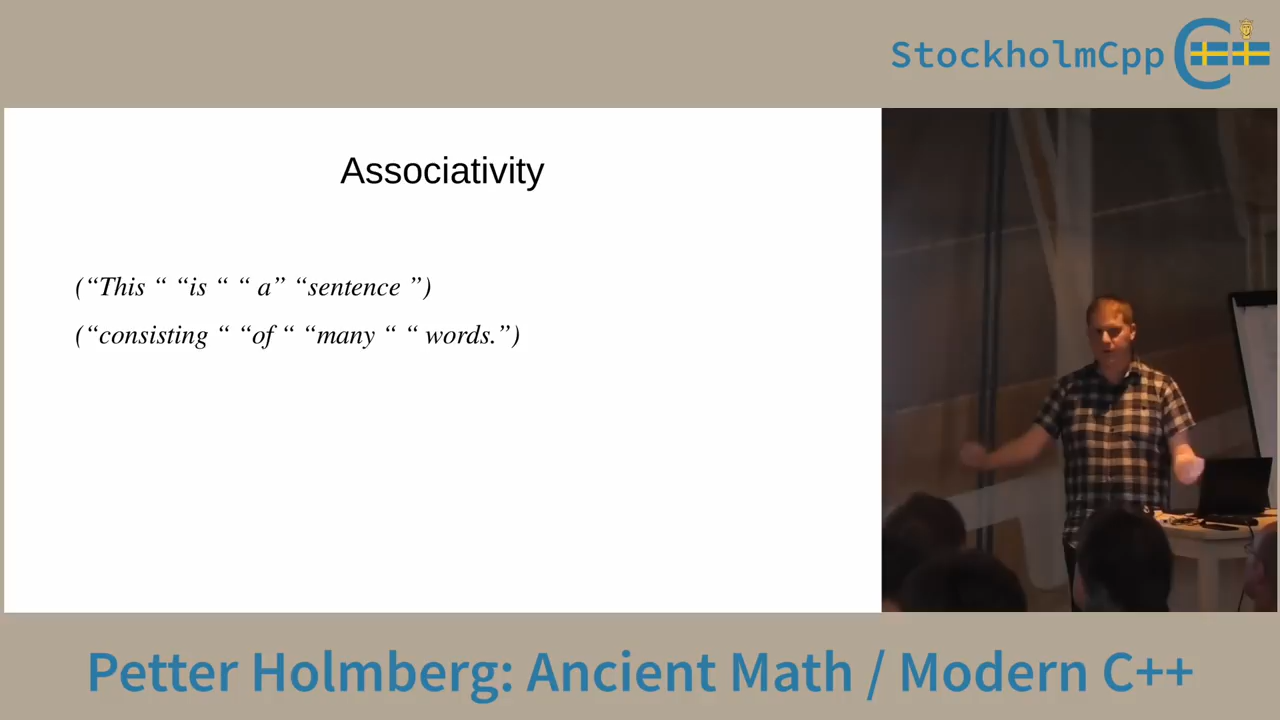 StockholmCpp
Associativity
(“This “ “is “ “ a” “sentence ”)
(“consisting “ “of “ “many “ “ words.”)
Petter Holmberg: Ancient Math / Modern C++